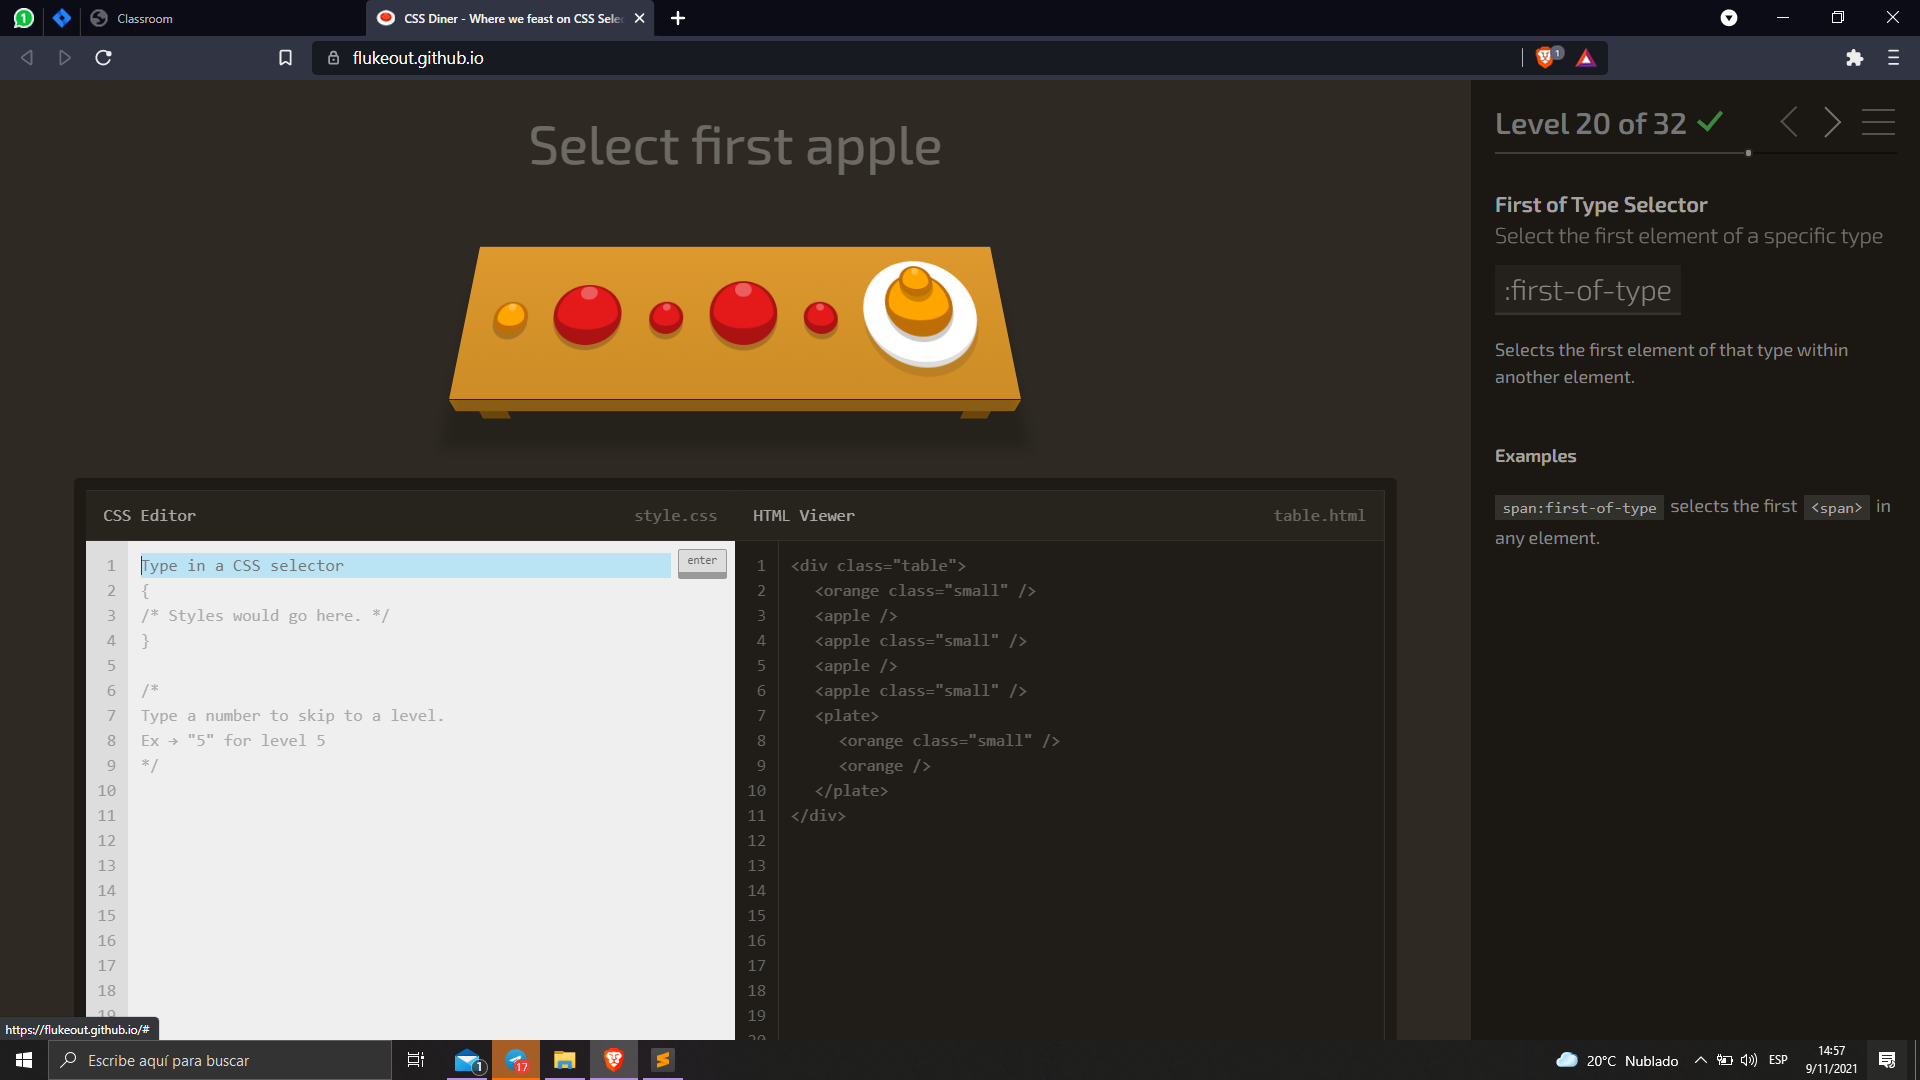 1
Classroom
CSS Diner - Where we feast on CSS Sele
flukeout.github.io
1
Select first apple
Level 20 of 32
First of Type Selector
Select the first element of a specific type
:first-of-type
Selects the first element of that type within
another element.
Examples
span:first-of-type selects the first <span> in
any element.
CSS Editor style.css
1 Type in a CSS selector enter
2 {
3 /* Styles would go here. */
4 }
5
6 /*
7 Type a number to skip to a level.
8 Ex → "5" for level 5
9 */
10
11
12
13
14
15
16
17
18
19
HTML Viewer table.html
1 <div class="table">
2 <orange class="small" />
3 <apple />
4 <apple class="small" />
5 <apple />
6 <apple class="small" />
7 <plate>
8 <orange class="small" />
9 <orange />
10 </plate>
11 </div>
12
13
14
15
16
17
18
19
20
https://flukeout.github.io/#
Escribe aquí para buscar
1
17
20°C Nublado
ESP
14:57
9/11/2021